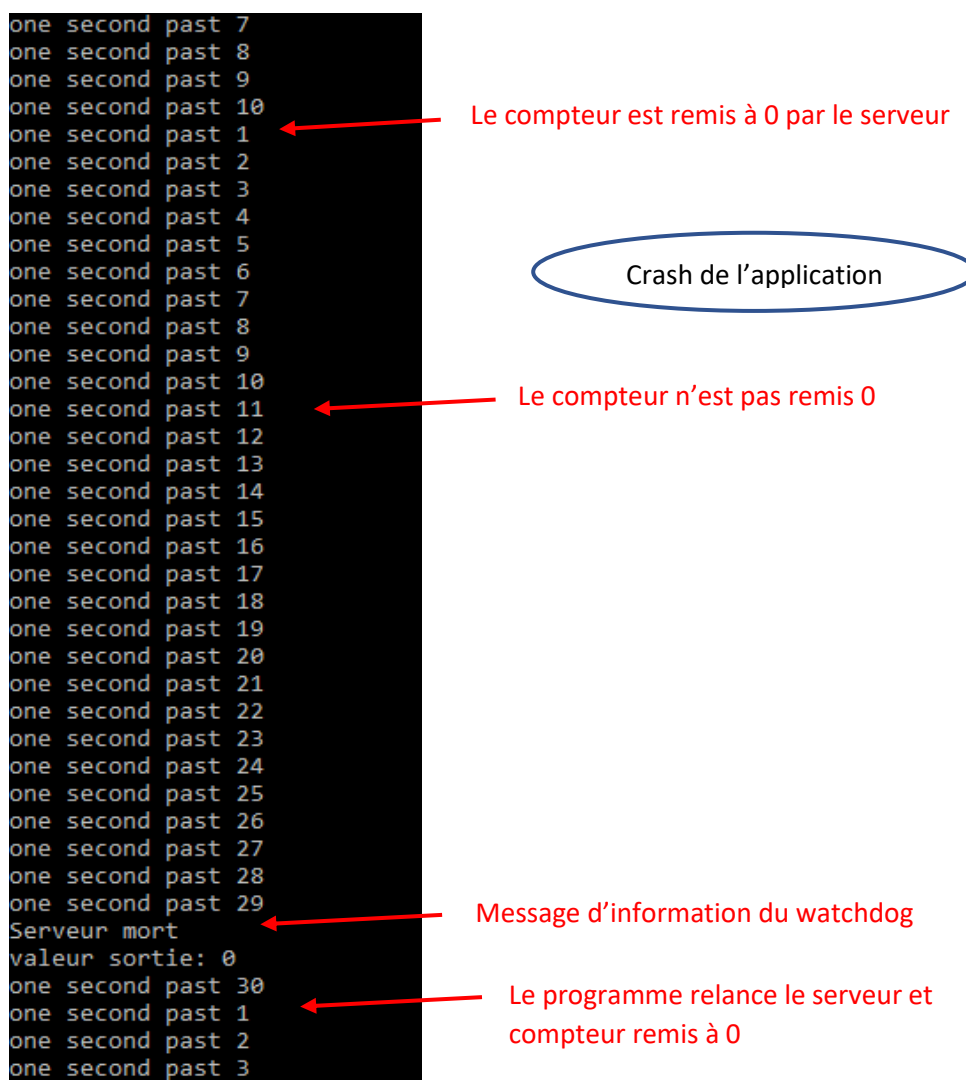 one second past 7
one second past 8
one second past 9
one second past 10
Le compteur est remis à 0 par le serveur
one second past 1
one second past 2
one second past 3
one second past 4
one second past 5
one second past 6
Crash de l'application
one second past 7
one second past 8
one second past 9
one second past 10
Le compteur n'est pas remis 0
one second past 11
one second past 12
one second past 13
one second past 14
one second past 15
one second past 16
one second past 17
one second past 18
one second past 19
one second past 20
one second past 21
one second past 22
one second past 23
one second past 24
one second past 25
one second past 26
one second past 27
one second past 28
one second past 29
Message d'information du watchdog
Serveur mort
valeur sortie: 0
one second past 30
Le programme relance le serveur et
compteur remis à 0
one second past 1
one second past 2
one second past 3